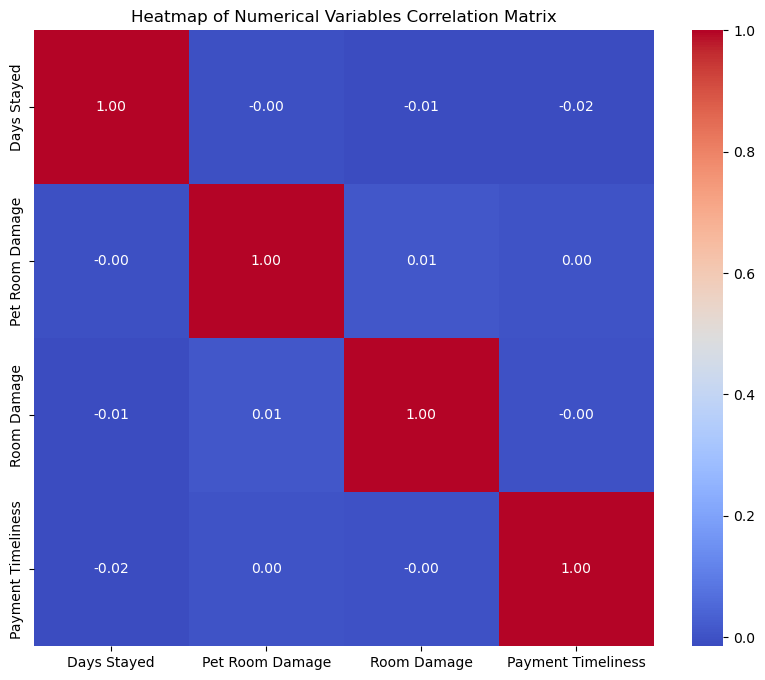 Heatmap of Numerical Variables Correlation Matrix
Days Stayed
1.00 -0.00 -0.01 -0.02
Pet Room Damage
-0.00 1.00 0.01 0.00
Room Damage
-0.01 0.01 1.00 -0.00
Payment Timeliness
-0.02 0.00 -0.00 1.00
Days Stayed Pet Room Damage Room Damage Payment Timeliness
1.0
0.8
0.6
0.4
0.2
0.0